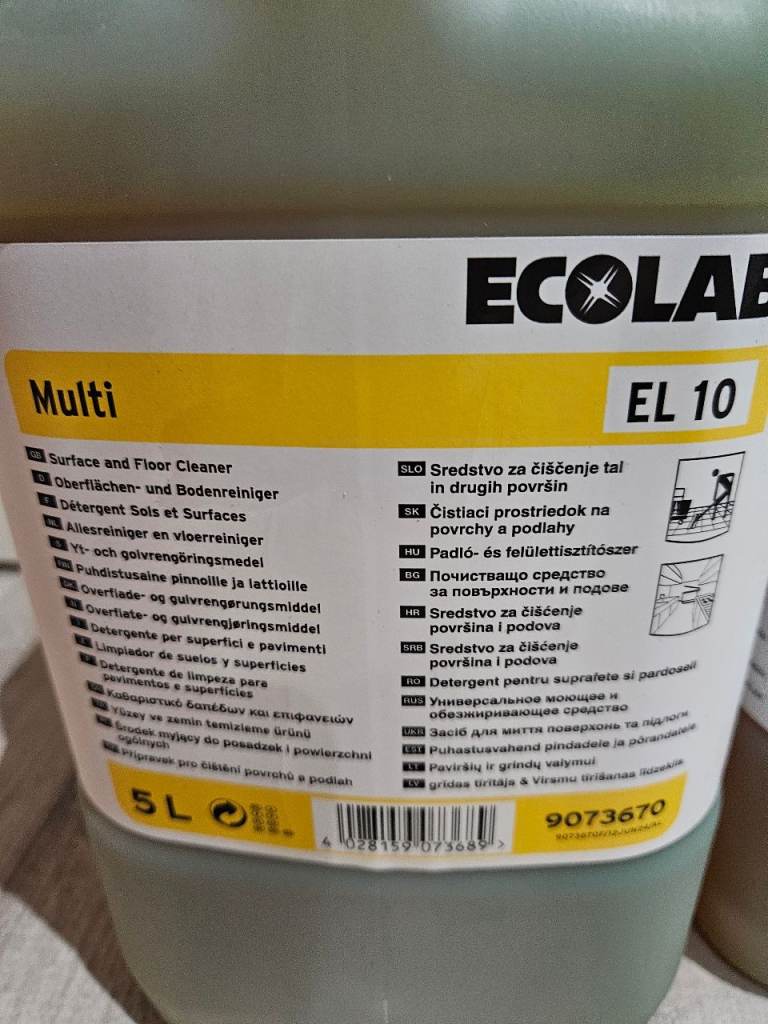 ECOLAB
Multi
EL 10
GB Surface and Floor Cleaner
D Oberflächen- und Bodenreiniger
F Détergent Sols et Surfaces
NL Allesreiniger en vloerreiniger
S Yt- och golvrengöringsmedel
FIN Puhdistusaine pinnoille ja lattioille
DK Overflade- og gulvrengørungsmiddel
N Overflate- og gulvrengjøringsmiddel
I Detergente per superfici e pavimenti
E Limpiador de suelos y superficies
P Detergente de limpeza para
pavimentos e superfícies
GR Καθαριστικό δαπέδων και επιφανειών
TR Yüzey ve zemin temizleme ürünü
PL Środek myjący do posadzek i powierzchni
ogólnych
CZ Přípravek pro čištění povrchů a podlah
SLO Sredstvo za čiščenje tal
in drugih površin
SK Čistiaci prostriedok na
povrchy a podlahy
HU Padló- és felülettisztítószer
BG Почистващо средство
за повърхности и подове
HR Sredstvo za čišćenje
površina i podova
SRB Sredstvo za čišćenje
površina i podova
RO Detergent pentru suprafete si pardoseli
RUS Универсальное моющее и
обезжиривающее средство
UKR Засіб для миття поверхонь та підлоги
EST Puhastusvahend pindadele ja põrandatele
LT Paviršių ir grindų valymui
LV grīdas tīrītāja & Virsmu tīrīšanas līdzeklis
5 L
4 028159 073689 >
9073670